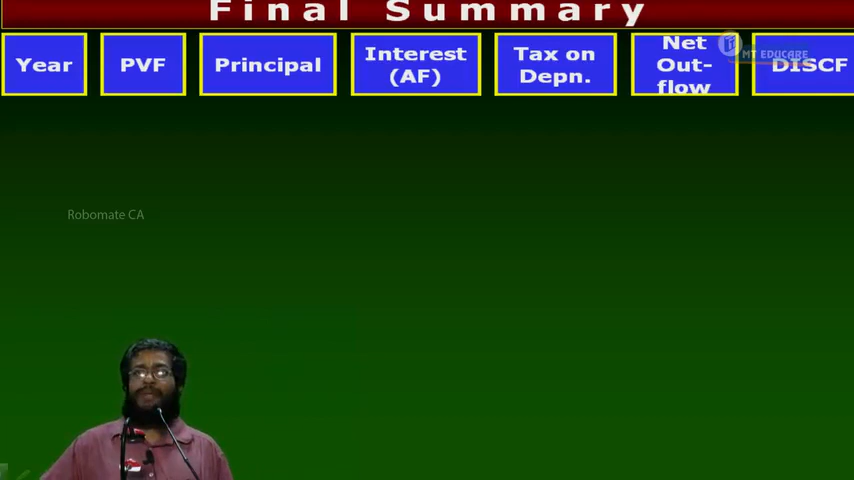 Final Summary
Year
PVF
Principal
Interest
(AF)
Tax on
Depn.
Net
Out-
flow
DISCF
MT EDUCARE
Robomate CA